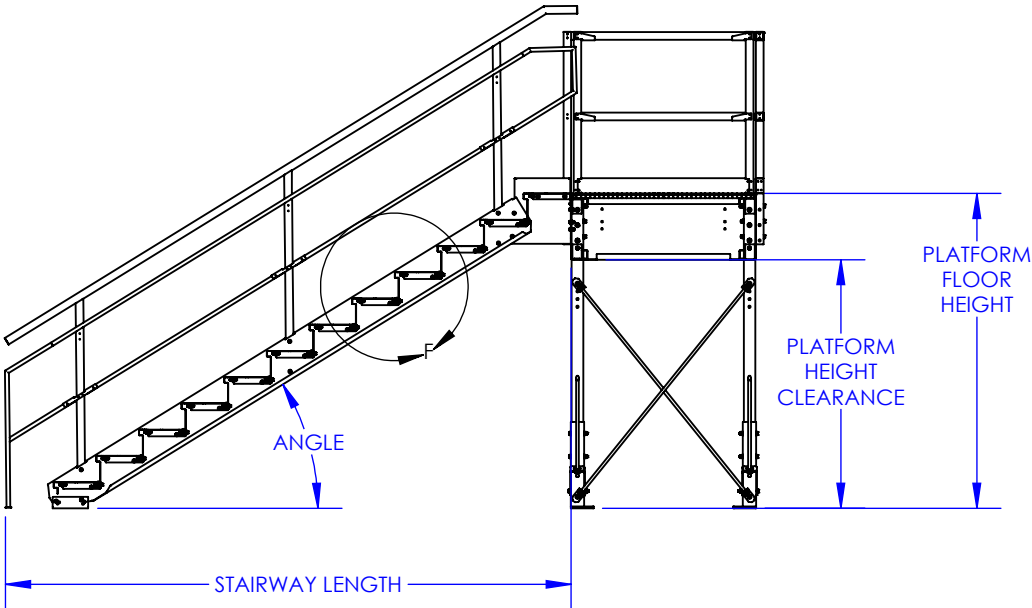 PLATFORM
FLOOR
HEIGHT
PLATFORM
HEIGHT
CLEARANCE
F
ANGLE
STAIRWAY LENGTH